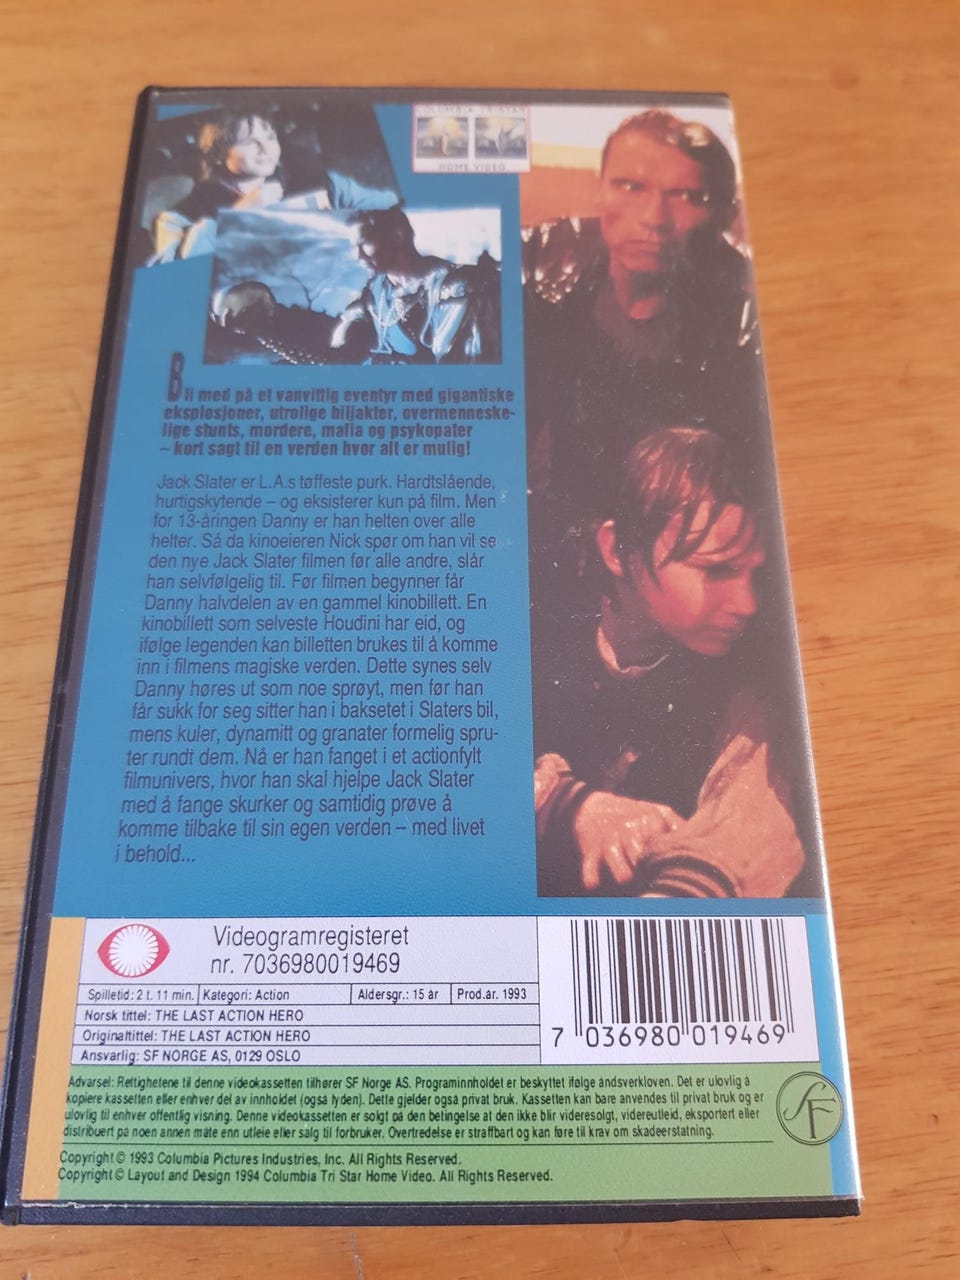 COLUMBIA TRISTAR
HOME VIDEO
Bli med på et vanvittig eventyr med gigantiske
eksplosjoner, utrolige biljakter, overmenneske-
lige stunts, mordere, mafia og psykopater
– kort sagt til en verden hvor alt er mulig!
Jack Slater er L.A.s tøffeste purk. Hardtslående,
hurtigskytende – og eksisterer kun på film. Men
for 13-åringen Danny er han helten over alle
helter. Så da kinoeieren Nick spør om han vil se
den nye Jack Slater filmen før alle andre, slår
han selvfølgelig til. Før filmen begynner får
Danny halvdelen av en gammel kinobillett. En
kinobillett som selveste Houdini har eid, og
ifølge legenden kan billetten brukes til å komme
inn i filmens magiske verden. Dette synes selv
Danny høres ut som noe sprøyt, men før han
får sukk for seg sitter han i baksetet i Slaters bil,
mens kuler, dynamitt og granater formelig spru-
ter rundt dem. Nå er han fanget i et actionfylt
filmunivers, hvor han skal hjelpe Jack Slater
med å fange skurker og samtidig prøve å
komme tilbake til sin egen verden – med livet
i behold...
Videogramregisteret
nr. 7036980019469
Spilletid: 2 t. 11 min. Kategori: Action Aldersgr.: 15 år Prod.år. 1993
Norsk tittel: THE LAST ACTION HERO
Originaltittel: THE LAST ACTION HERO
Ansvarlig: SF NORGE AS, 0129 OSLO
7 036980 019469
Advarsel: Rettighetene til denne videokassetten tilhører SF Norge AS. Programinnholdet er beskyttet ifølge åndsverkloven. Det er ulovlig å
kopiere kassetten eller enhver del av innholdet (også lyden). Dette gjelder også privat bruk. Kassetten kan bare anvendes til privat bruk og er
ulovlig til enhver offentlig visning. Denne videokassetten er solgt på den betingelse at den ikke blir videresolgt, videreutleid, eksportert eller
distribuert på noen annen måte enn utleie eller salg til forbruker. Overtredelse er straffbart og kan føre til krav om skadeerstatning.
SF
Copyright © 1993 Columbia Pictures Industries, Inc. All Rights Reserved.
Copyright © Layout and Design 1994 Columbia Tri Star Home Video. All Rights Reserved.